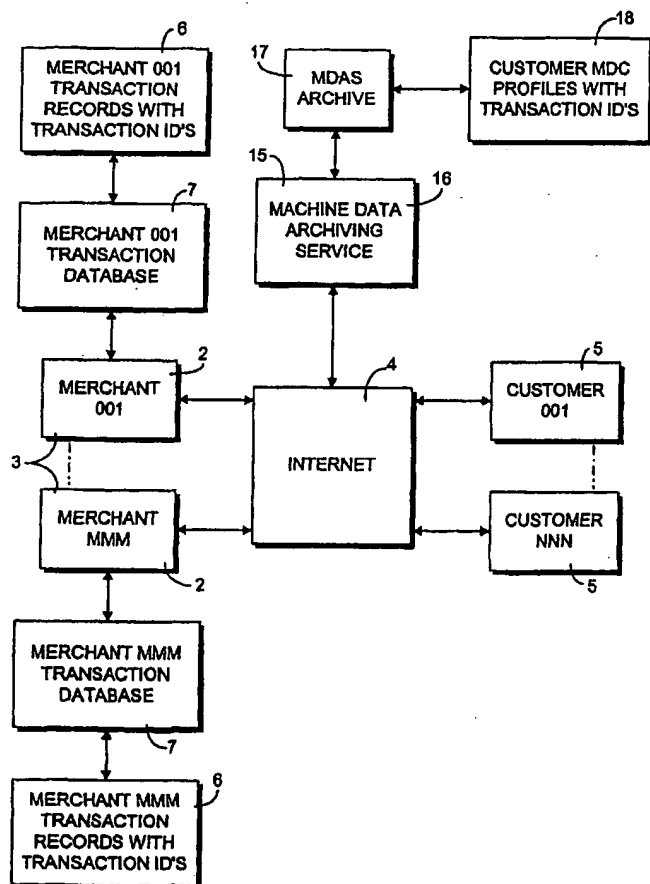 6
MERCHANT 001
TRANSACTION
RECORDS WITH
TRANSACTION ID'S
17
MDAS
ARCHIVE
18
CUSTOMER MDC
PROFILES WITH
TRANSACTION ID'S
7
MERCHANT 001
TRANSACTION
DATABASE
15
16
MACHINE DATA
ARCHIVING
SERVICE
2
MERCHANT
001
4
INTERNET
5
CUSTOMER
001
3
MERCHANT
MMM
2
CUSTOMER
NNN
5
MERCHANT MMM
TRANSACTION
DATABASE
7
6
MERCHANT MMM
TRANSACTION
RECORDS WITH
TRANSACTION ID'S